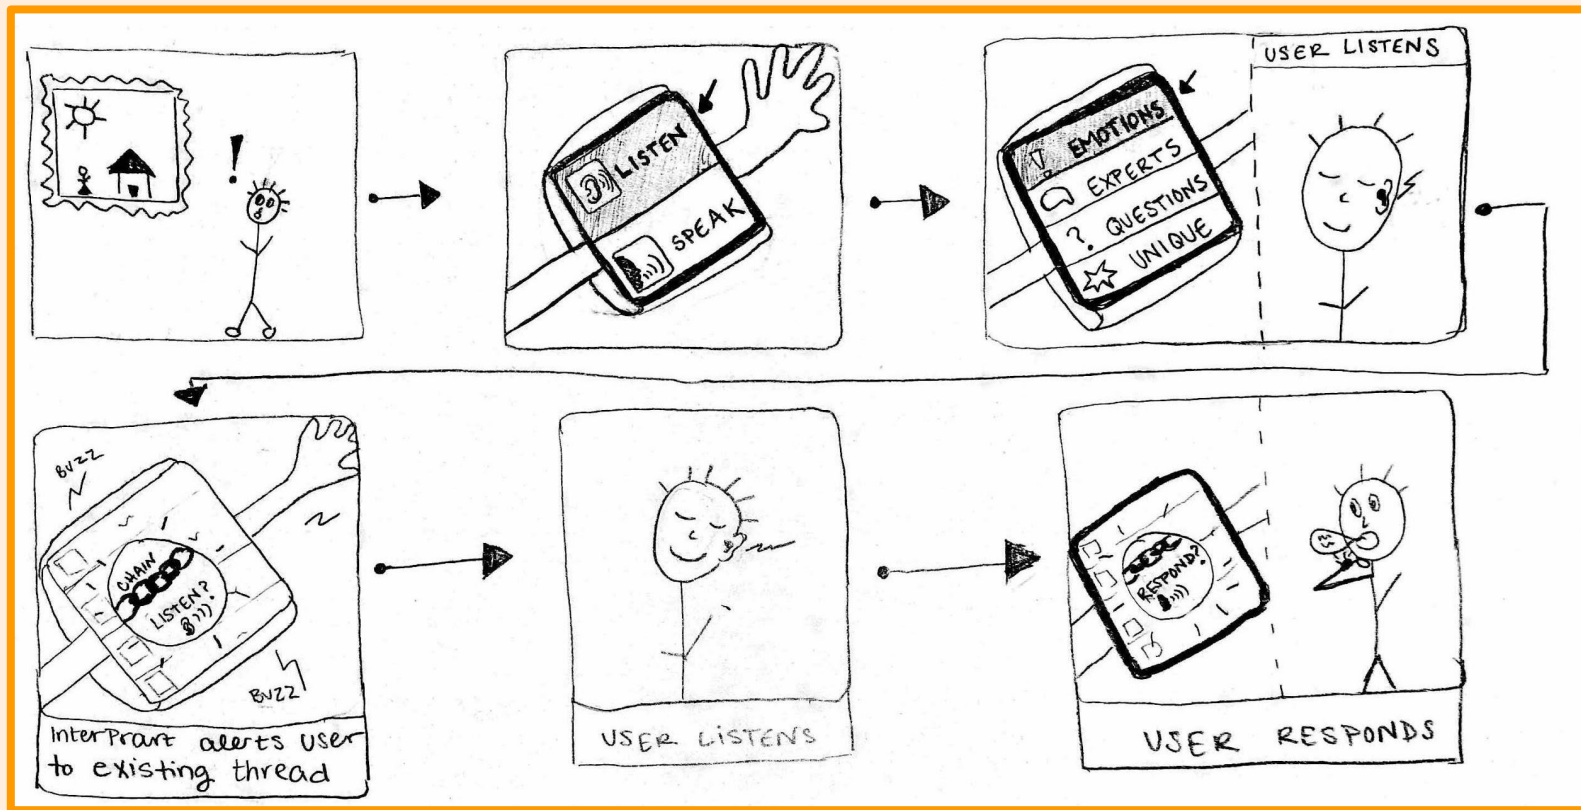 !
LISTEN
SPEAK
USER LISTENS
! EMOTIONS
EXPERTS
? QUESTIONS
UNIQUE
BUZZ
CHAIN
LISTEN?
BUZZ
InterPrart alerts user
to existing thread
USER LISTENS
RESPOND?
USER RESPONDS